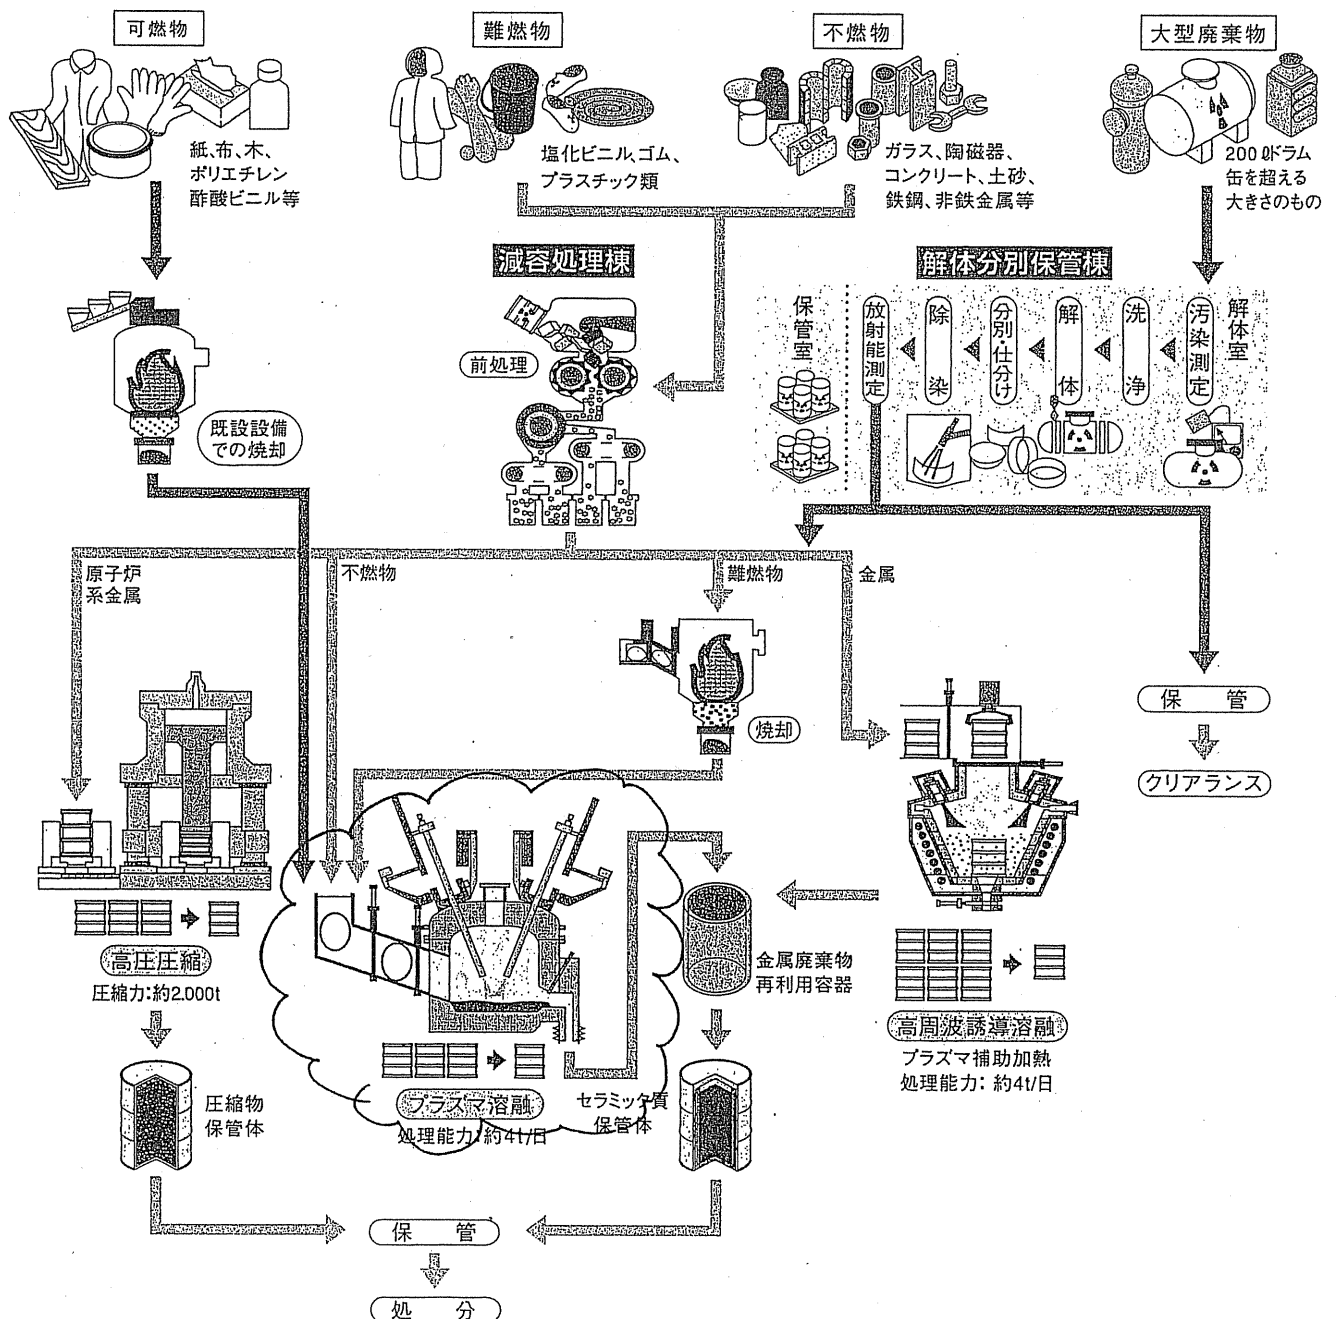 可燃物
難燃物
不燃物
大型廃棄物
紙、布、木、
ポリエチレン
酢酸ビニル等
塩化ビニル、ゴム、
プラスチック類
ガラス、陶磁器、
コンクリート、土砂、
鉄鋼、非鉄金属等
200ℓドラム
缶を超える
大きさのもの
減容処理棟
解体分別保管棟
前処理
既設設備
での焼却
保管室
放射能測定
除染
分別・仕分け
解体
洗浄
汚染測定
解体室
原子炉
系金属
不燃物
難燃物
金属
焼却
保管
クリアランス
高圧圧縮
圧縮力:約2.000t
金属廃棄物
再利用容器
高周波誘導溶融
プラズマ補助加熱
処理能力: 約4t/日
プラズマ溶融
処理能力:約4t/日
セラミック質
保管体
圧縮物
保管体
保管
処分